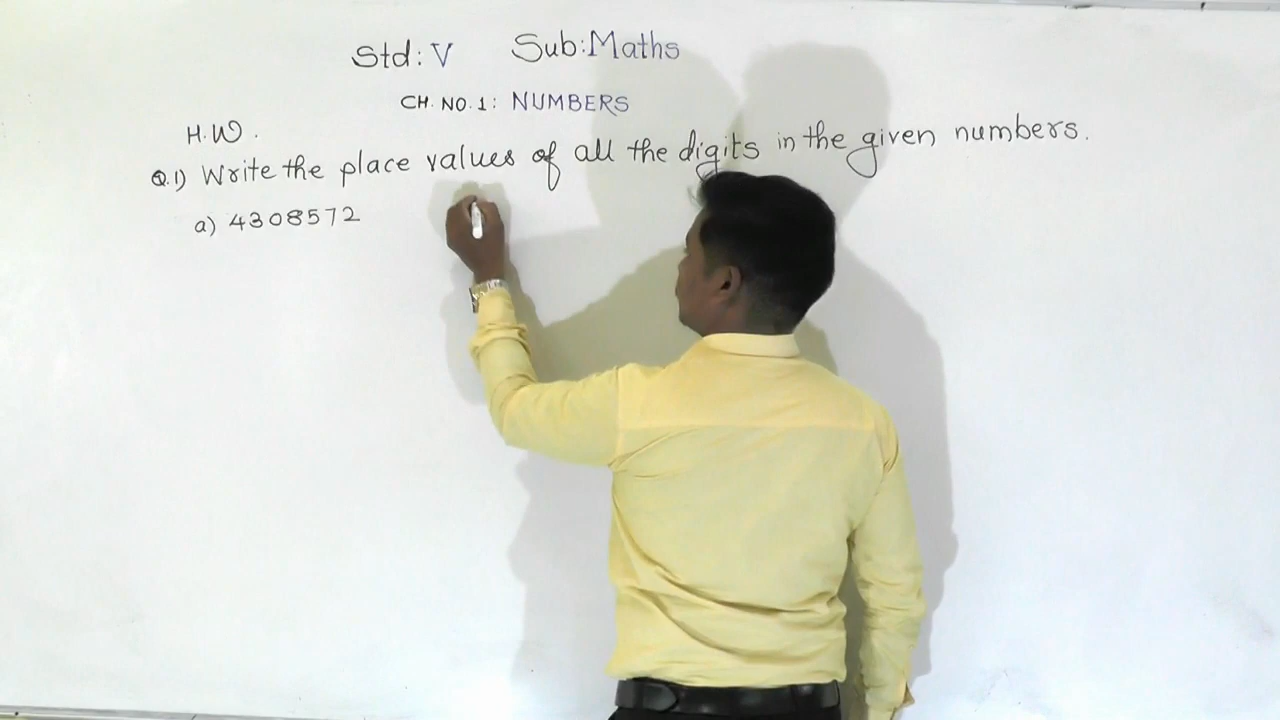 Std: V Sub: Maths
CH. NO. 1: NUMBERS
H.W.
Q.1) Write the place values of all the digits in the given numbers.
a) 4308572